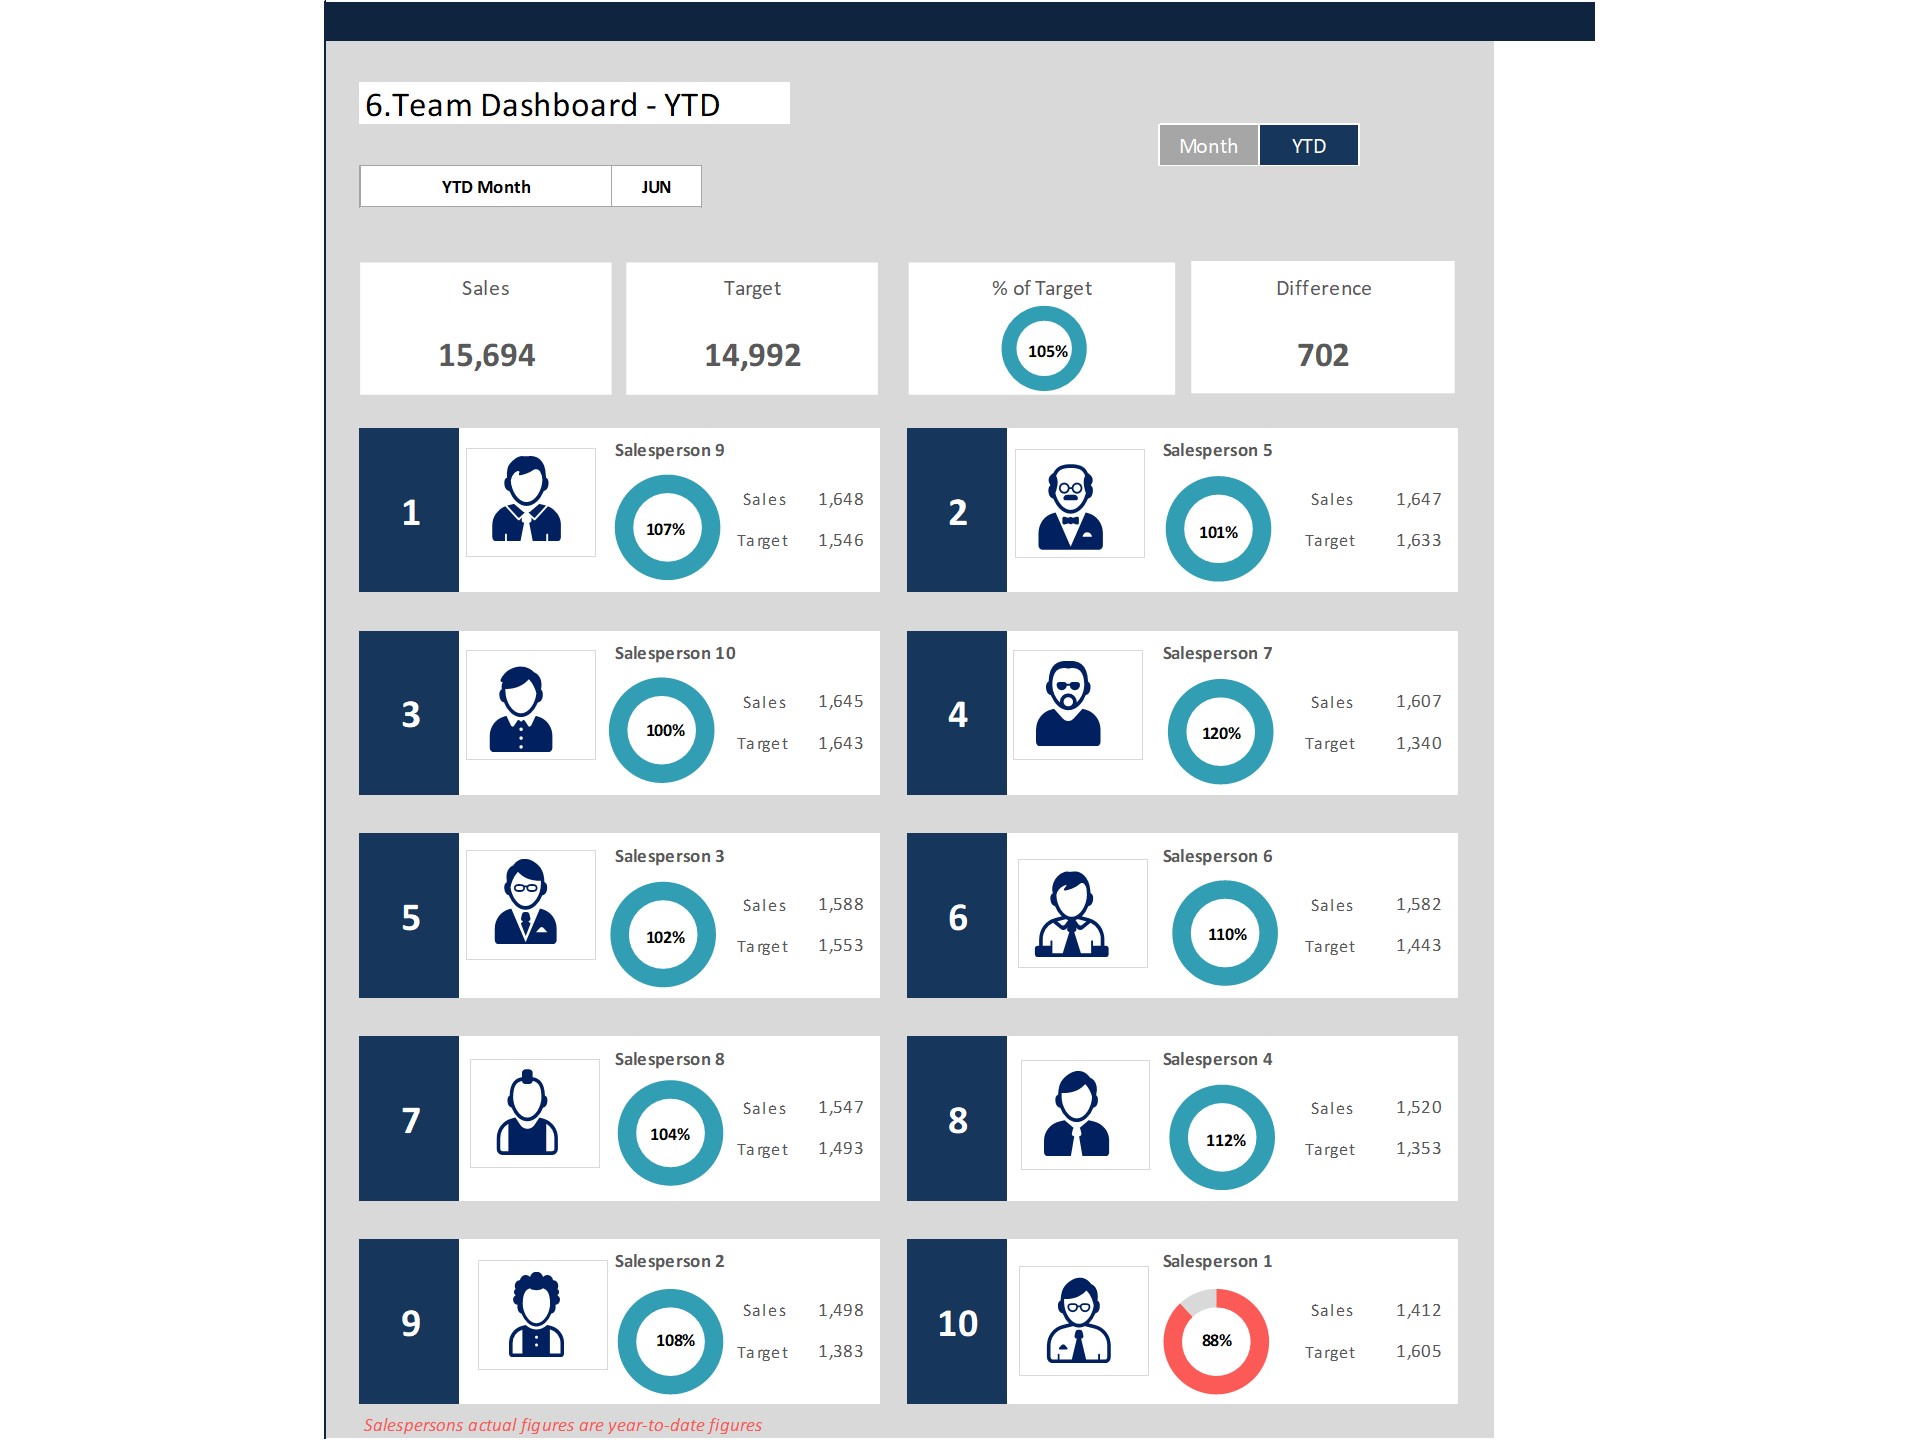 6.Team Dashboard - YTD
Month YTD
YTD Month JUN
Sales Target % of Target Difference
15,694 14,992 105% 702
1
Salesperson 9
107%
Sales 1,648
Target 1,546
2
Salesperson 5
101%
Sales 1,647
Target 1,633
3
Salesperson 10
100%
Sales 1,645
Target 1,643
4
Salesperson 7
120%
Sales 1,607
Target 1,340
5
Salesperson 3
102%
Sales 1,588
Target 1,553
6
Salesperson 6
110%
Sales 1,582
Target 1,443
7
Salesperson 8
104%
Sales 1,547
Target 1,493
8
Salesperson 4
112%
Sales 1,520
Target 1,353
9
Salesperson 2
108%
Sales 1,498
Target 1,383
10
Salesperson 1
88%
Sales 1,412
Target 1,605
Salespersons actual figures are year-to-date figures